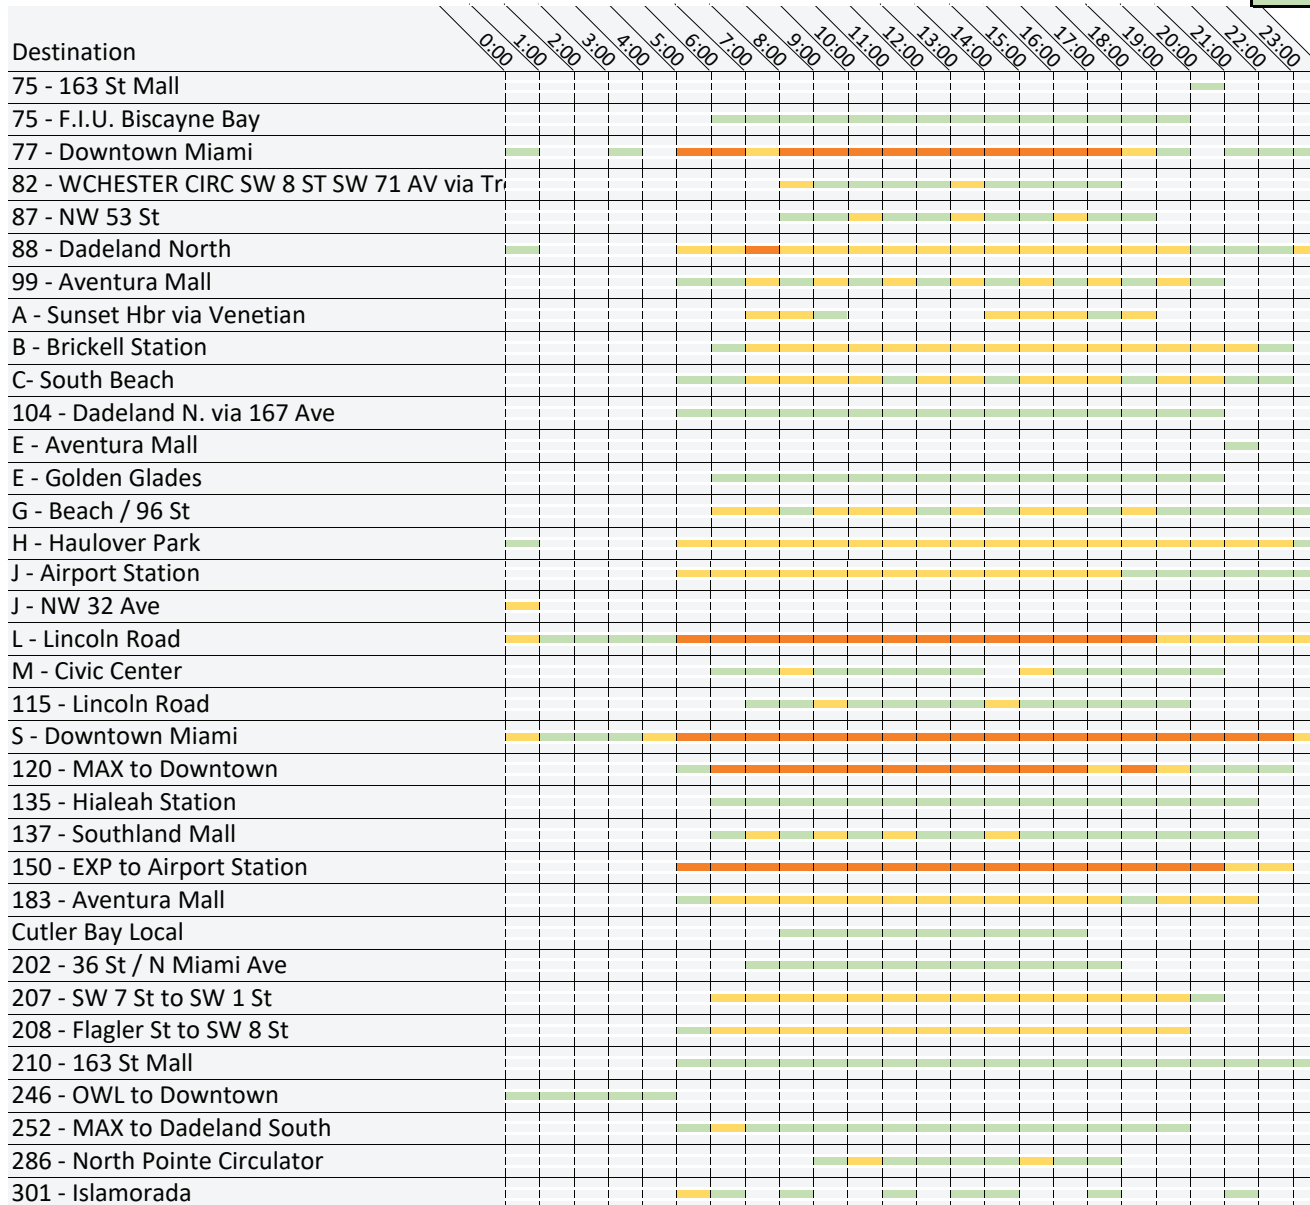 0:00 1:00 2:00 3:00 4:00 5:00 6:00 7:00 8:00 9:00 10:00 11:00 12:00 13:00 14:00 15:00 16:00 17:00 18:00 19:00 20:00 21:00 22:00 23:00
Destination
75 - 163 St Mall
75 - F.I.U. Biscayne Bay
77 - Downtown Miami
82 - WCHESTER CIRC SW 8 ST SW 71 AV via Tr
87 - NW 53 St
88 - Dadeland North
99 - Aventura Mall
A - Sunset Hbr via Venetian
B - Brickell Station
C- South Beach
104 - Dadeland N. via 167 Ave
E - Aventura Mall
E - Golden Glades
G - Beach / 96 St
H - Haulover Park
J - Airport Station
J - NW 32 Ave
L - Lincoln Road
M - Civic Center
115 - Lincoln Road
S - Downtown Miami
120 - MAX to Downtown
135 - Hialeah Station
137 - Southland Mall
150 - EXP to Airport Station
183 - Aventura Mall
Cutler Bay Local
202 - 36 St / N Miami Ave
207 - SW 7 St to SW 1 St
208 - Flagler St to SW 8 St
210 - 163 St Mall
246 - OWL to Downtown
252 - MAX to Dadeland South
286 - North Pointe Circulator
301 - Islamorada